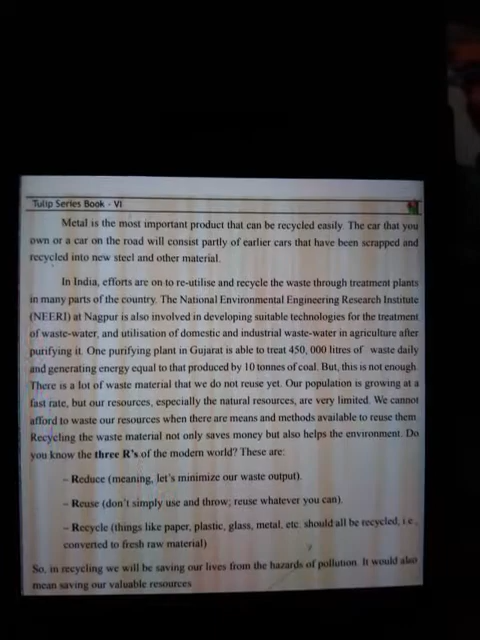 Tulip Series Book - VI
Metal is the most important product that can be recycled easily. The car that you
own or a car on the road will consist partly of earlier cars that have been scrapped and
recycled into new steel and other material.
In India, efforts are on to re-utilise and recycle the waste through treatment plants
in many parts of the country. The National Environmental Engineering Research Institute
(NEERI) at Nagpur is also involved in developing suitable technologies for the treatment
of waste-water, and utilisation of domestic and industrial waste-water in agriculture after
purifying it. One purifying plant in Gujarat is able to treat 450, 000 litres of waste daily
and generating energy equal to that produced by 10 tonnes of coal. But, this is not enough.
There is a lot of waste material that we do not reuse yet. Our population is growing at a
fast rate, but our resources, especially the natural resources, are very limited. We cannot
afford to waste our resources when there are means and methods available to reuse them.
Recycling the waste material not only saves money but also helps the environment. Do
you know the three R's of the modern world? These are:
– Reduce (meaning, let's minimize our waste output).
– Reuse (don't simply use and throw; reuse whatever you can).
– Recycle (things like paper, plastic, glass, metal, etc. should all be recycled, i.e.,
converted to fresh raw material)
So, in recycling we will be saving our lives from the hazards of pollution. It would also
mean saving our valuable resources